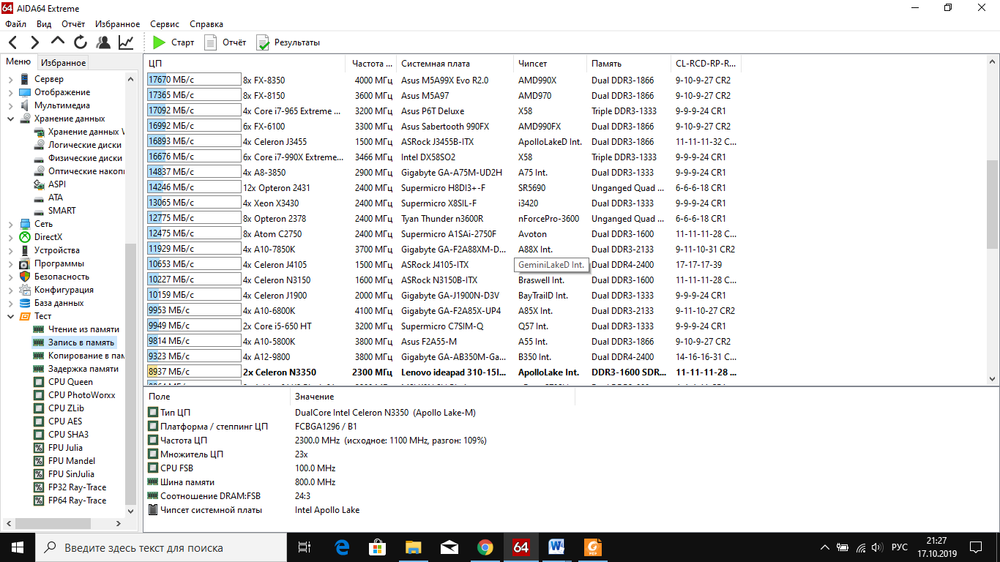 AIDA64 Extreme
Файл Вид Отчёт Избранное Сервис Справка
Старт Отчёт Результаты
Меню Избранное
Сервер
Отображение
Мультимедиа
Хранение данных
Хранение данных V
Логические диски
Физические диски
Оптические накопи
ASPI
ATA
SMART
Сеть
DirectX
Устройства
Программы
Безопасность
Конфигурация
База данных
Тест
Чтение из памяти
Запись в память
Копирование в пам
Задержка памяти
CPU Queen
CPU PhotoWorxx
CPU ZLib
CPU AES
CPU SHA3
FPU Julia
FPU Mandel
FPU SinJulia
FP32 Ray-Trace
FP64 Ray-Trace
ЦП Частота ... Системная плата Чипсет Память CL-RCD-RP-R...
17670 МБ/с 8x FX-8350 4000 МГц Asus M5A99X Evo R2.0 AMD990X Dual DDR3-1866 9-10-9-27 CR2
17365 МБ/с 8x FX-8150 3600 МГц Asus M5A97 AMD970 Dual DDR3-1866 9-10-9-27 CR2
17092 МБ/с 4x Core i7-965 Extreme ... 3200 МГц Asus P6T Deluxe X58 Triple DDR3-1333 9-9-9-24 CR1
16992 МБ/с 6x FX-6100 3300 МГц Asus Sabertooth 990FX AMD990FX Dual DDR3-1866 9-10-9-27 CR2
16893 МБ/с 4x Celeron J3455 1500 МГц ASRock J3455B-ITX ApolloLakeD Int. Dual DDR3-1866 11-11-11-32 C...
16676 МБ/с 6x Core i7-990X Extreme... 3466 МГц Intel DX58SO2 X58 Triple DDR3-1333 9-9-9-24 CR1
14837 МБ/с 4x A8-3850 2900 МГц Gigabyte GA-A75M-UD2H A75 Int. Dual DDR3-1333 9-9-9-24 CR1
14246 МБ/с 12x Opteron 2431 2400 МГц Supermicro H8DI3+-F SR5690 Unganged Quad ... 6-6-6-18 CR1
13065 МБ/с 4x Xeon X3430 2400 МГц Supermicro X8SIL-F i3420 Dual DDR3-1333 9-9-9-24 CR1
12775 МБ/с 8x Opteron 2378 2400 МГц Tyan Thunder n3600R nForcePro-3600 Unganged Quad ... 6-6-6-18 CR1
12475 МБ/с 8x Atom C2750 2400 МГц Supermicro A1SAi-2750F Avoton Dual DDR3-1600 11-11-11-28 C...
11929 МБ/с 4x A10-7850K 3700 МГц Gigabyte GA-F2A88XM-D... A88X Int. Dual DDR3-2133 9-11-10-31 CR2
10653 МБ/с 4x Celeron J4105 1500 МГц ASRock J4105-ITX GeminiLakeD Int. Dual DDR4-2400 17-17-17-39
10227 МБ/с 4x Celeron N3150 1600 МГц ASRock N3150B-ITX Braswell Int. Dual DDR3-1600 11-11-11-28 C...
10159 МБ/с 4x Celeron J1900 2000 МГц Gigabyte GA-J1900N-D3V BayTrailD Int. Dual DDR3-1333 9-9-9-24 CR1
9953 МБ/с 4x A10-6800K 4100 МГц Gigabyte GA-F2A85X-UP4 A85X Int. Dual DDR3-2133 9-11-10-27 CR2
9949 МБ/с 2x Core i5-650 HT 3200 МГц Supermicro C7SIM-Q Q57 Int. Dual DDR3-1333 9-9-9-24 CR1
9814 МБ/с 4x A10-5800K 3800 МГц Asus F2A55-M A55 Int. Dual DDR3-1866 9-10-9-27 CR2
9323 МБ/с 4x A12-9800 3800 МГц Gigabyte GA-AB350M-Ga... B350 Int. Dual DDR4-2400 14-16-16-31 C...
8937 МБ/с 2x Celeron N3350 2300 МГц Lenovo ideapad 310-15I... ApolloLake Int. DDR3-1600 SDR... 11-11-11-28 ...
Поле Значение
Тип ЦП DualCore Intel Celeron N3350 (Apollo Lake-M)
Платформа / степпинг ЦП FCBGA1296 / B1
Частота ЦП 2300.0 MHz (исходное: 1100 MHz, разгон: 109%)
Множитель ЦП 23x
CPU FSB 100.0 MHz
Шина памяти 800.0 MHz
Соотношение DRAM:FSB 24:3
Чипсет системной платы Intel Apollo Lake
Введите здесь текст для поиска
64
РУС
21:27
17.10.2019